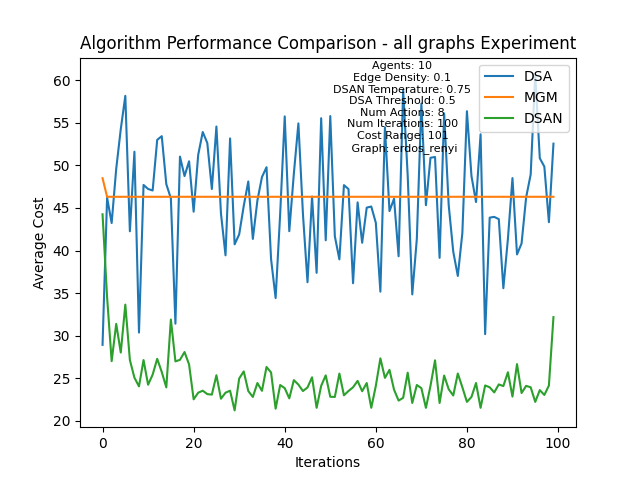 Algorithm Performance Comparison - all graphs Experiment
Agents: 10
Edge Density: 0.1
DSAN Temperature: 0.75
DSA Threshold: 0.5
Num Actions: 8
Num Iterations: 100
Cost Range: 101
Graph: erdos_renyi
DSA
MGM
DSAN
60
55
50
45
40
35
30
25
20
Average Cost
0
20
40
60
80
100
Iterations